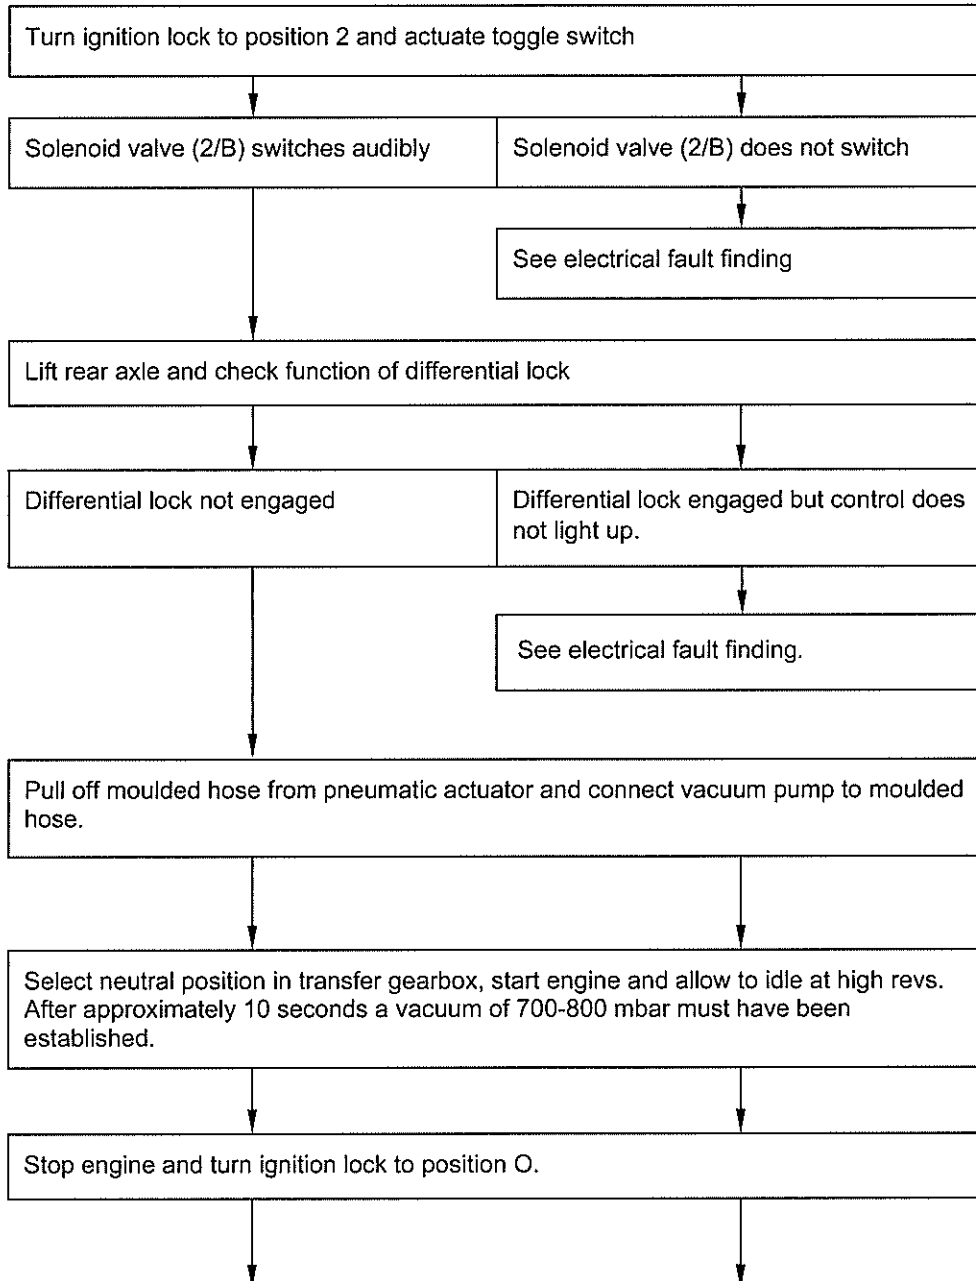 Turn ignition lock to position 2 and actuate toggle switch
Solenoid valve (2/B) switches audibly
Solenoid valve (2/B) does not switch
See electrical fault finding
Lift rear axle and check function of differential lock
Differential lock not engaged
Differential lock engaged but control does
not light up.
See electrical fault finding.
Pull off moulded hose from pneumatic actuator and connect vacuum pump to moulded
hose.
Select neutral position in transfer gearbox, start engine and allow to idle at high revs.
After approximately 10 seconds a vacuum of 700-800 mbar must have been
established.
Stop engine and turn ignition lock to position O.